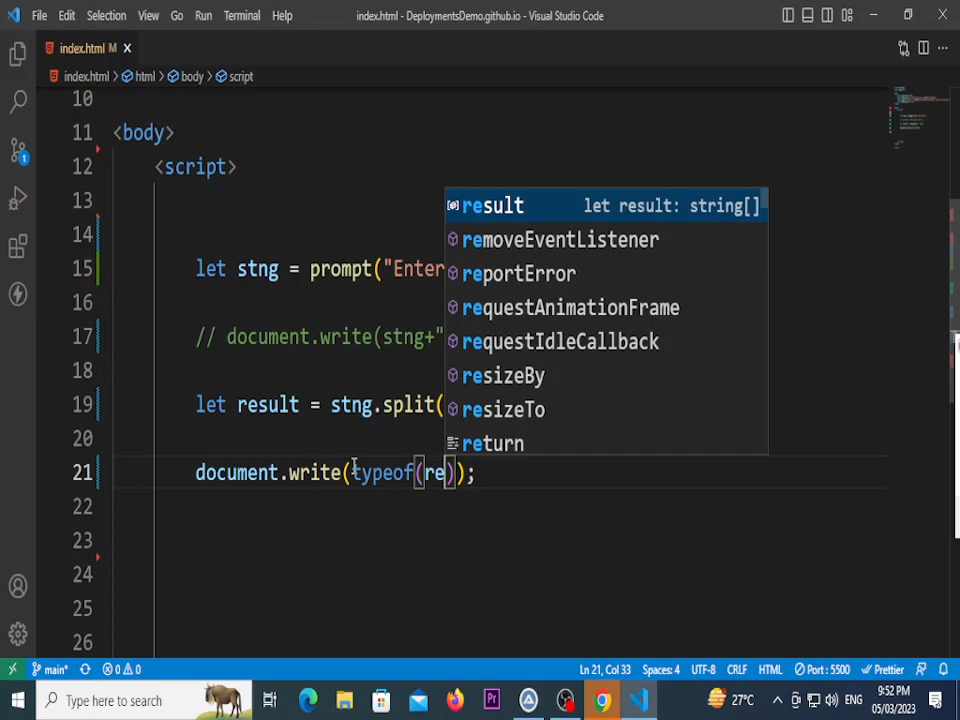 File Edit Selection View Go Run Terminal Help index.html - DeploymentsDemo.github.io - Visual Studio Code
index.html M
index.html > html > body > script
10
11 <body>
12 <script>
13
14
15 let stng = prompt("Enter
16
17 // document.write(stng+"
18
19 let result = stng.split(
20
21 document.write(typeof(re));
22
23
24
25
26
result let result: string[]
removeEventListener
reportError
requestAnimationFrame
requestIdleCallback
resizeBy
resizeTo
return
1
main* 0 0 Ln 21, Col 33 Spaces: 4 UTF-8 CRLF HTML Port : 5500 Prettier
Type here to search 27°C ENG 9:52 PM
05/03/2023